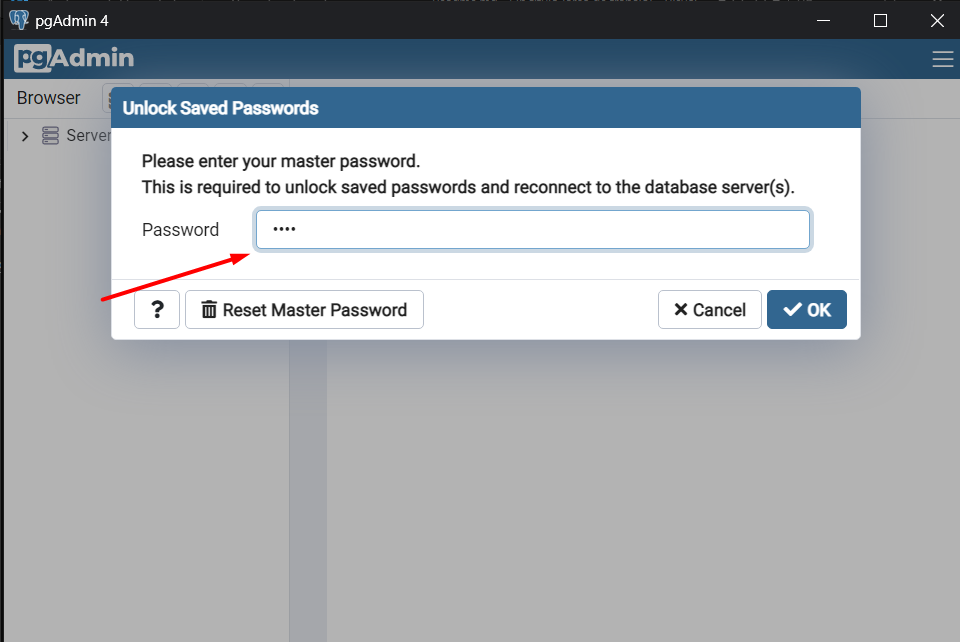 pgAdmin 4
pgAdmin
Browser
Unlock Saved Passwords
Server
Please enter your master password.
This is required to unlock saved passwords and reconnect to the database server(s).
Password ••••
? Reset Master Password Cancel OK